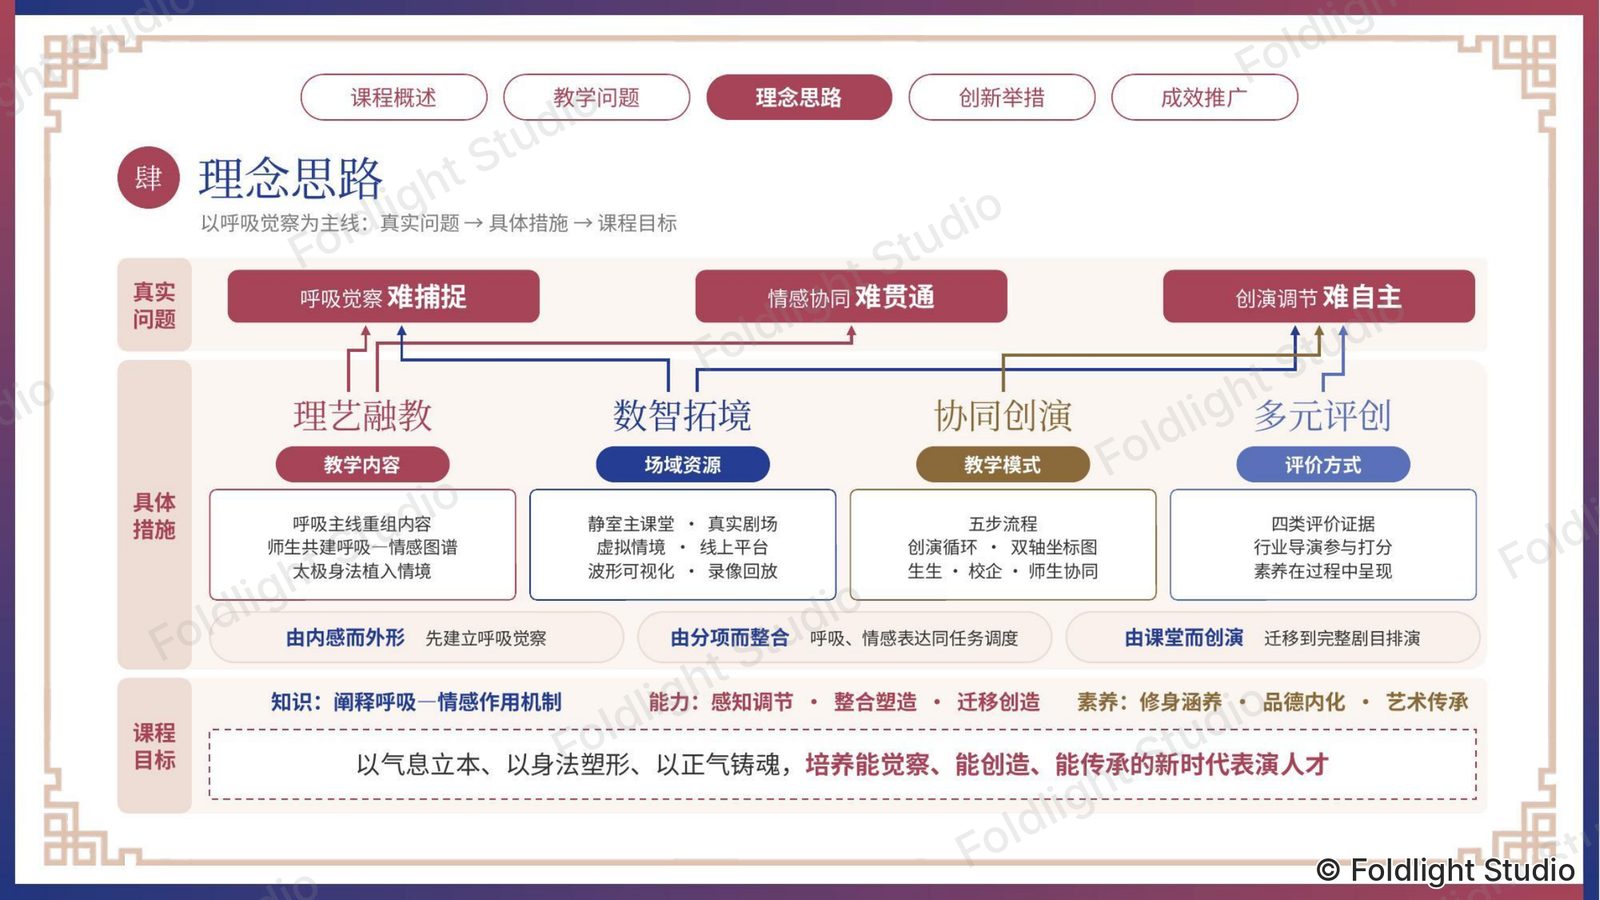 课程概述
教学问题
理念思路
创新举措
成效推广
肆
理念思路
以呼吸觉察为主线：真实问题→具体措施→课程目标
真实
问题
呼吸觉察 难捕捉
情感协同 难贯通
创演调节 难自主
具体
措施
理艺融教
教学内容
呼吸主线重组内容
师生共建呼吸—情感图谱
太极身法植入情境
数智拓境
场域资源
静室主课堂 · 真实剧场
虚拟情境 · 线上平台
波形可视化 · 录像回放
协同创演
教学模式
五步流程
创演循环 · 双轴坐标图
生生 · 校企 · 师生协同
多元评创
评价方式
四类评价证据
行业导演参与打分
素养在过程中呈现
由内感而外形 先建立呼吸觉察
由分项而整合 呼吸、情感表达同任务调度
由课堂而创演 迁移到完整剧目排演
课程
目标
知识：阐释呼吸—情感作用机制
能力：感知调节 · 整合塑造 · 迁移创造
素养：修身涵养 · 品德内化 · 艺术传承
以气息立本、以身法塑形、以正气铸魂，培养能觉察、能创造、能传承的新时代表演人才
© Foldlight Studio
Foldlight Studio